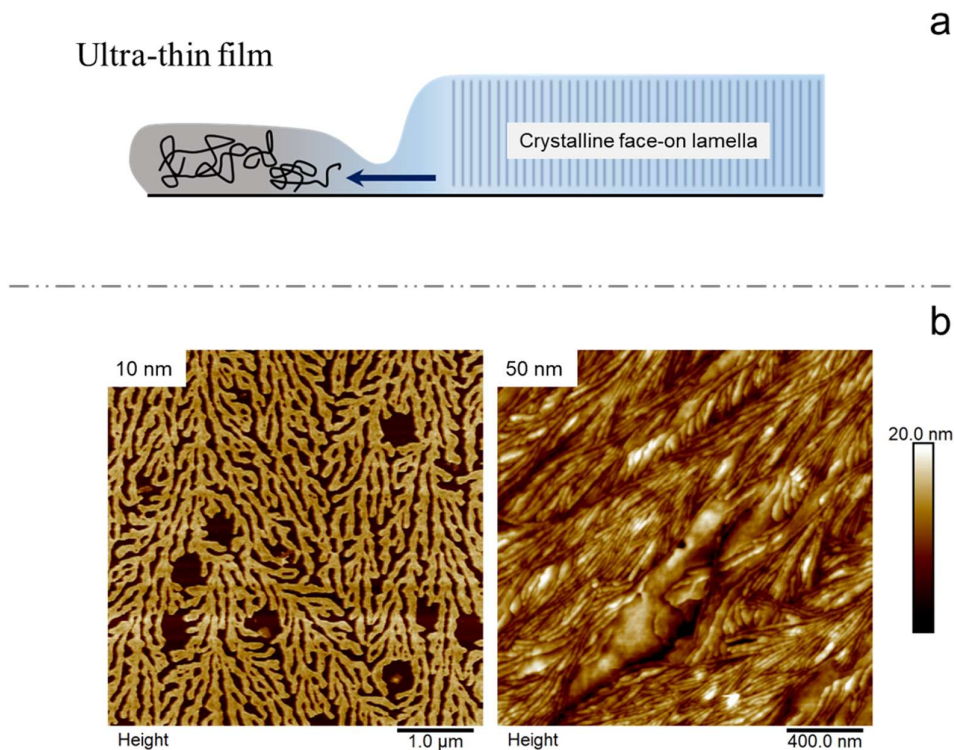 a
Ultra-thin film
Crystalline face-on lamella
b
10 nm
50 nm
20.0 nm
Height
1.0 µm
Height
400.0 nm